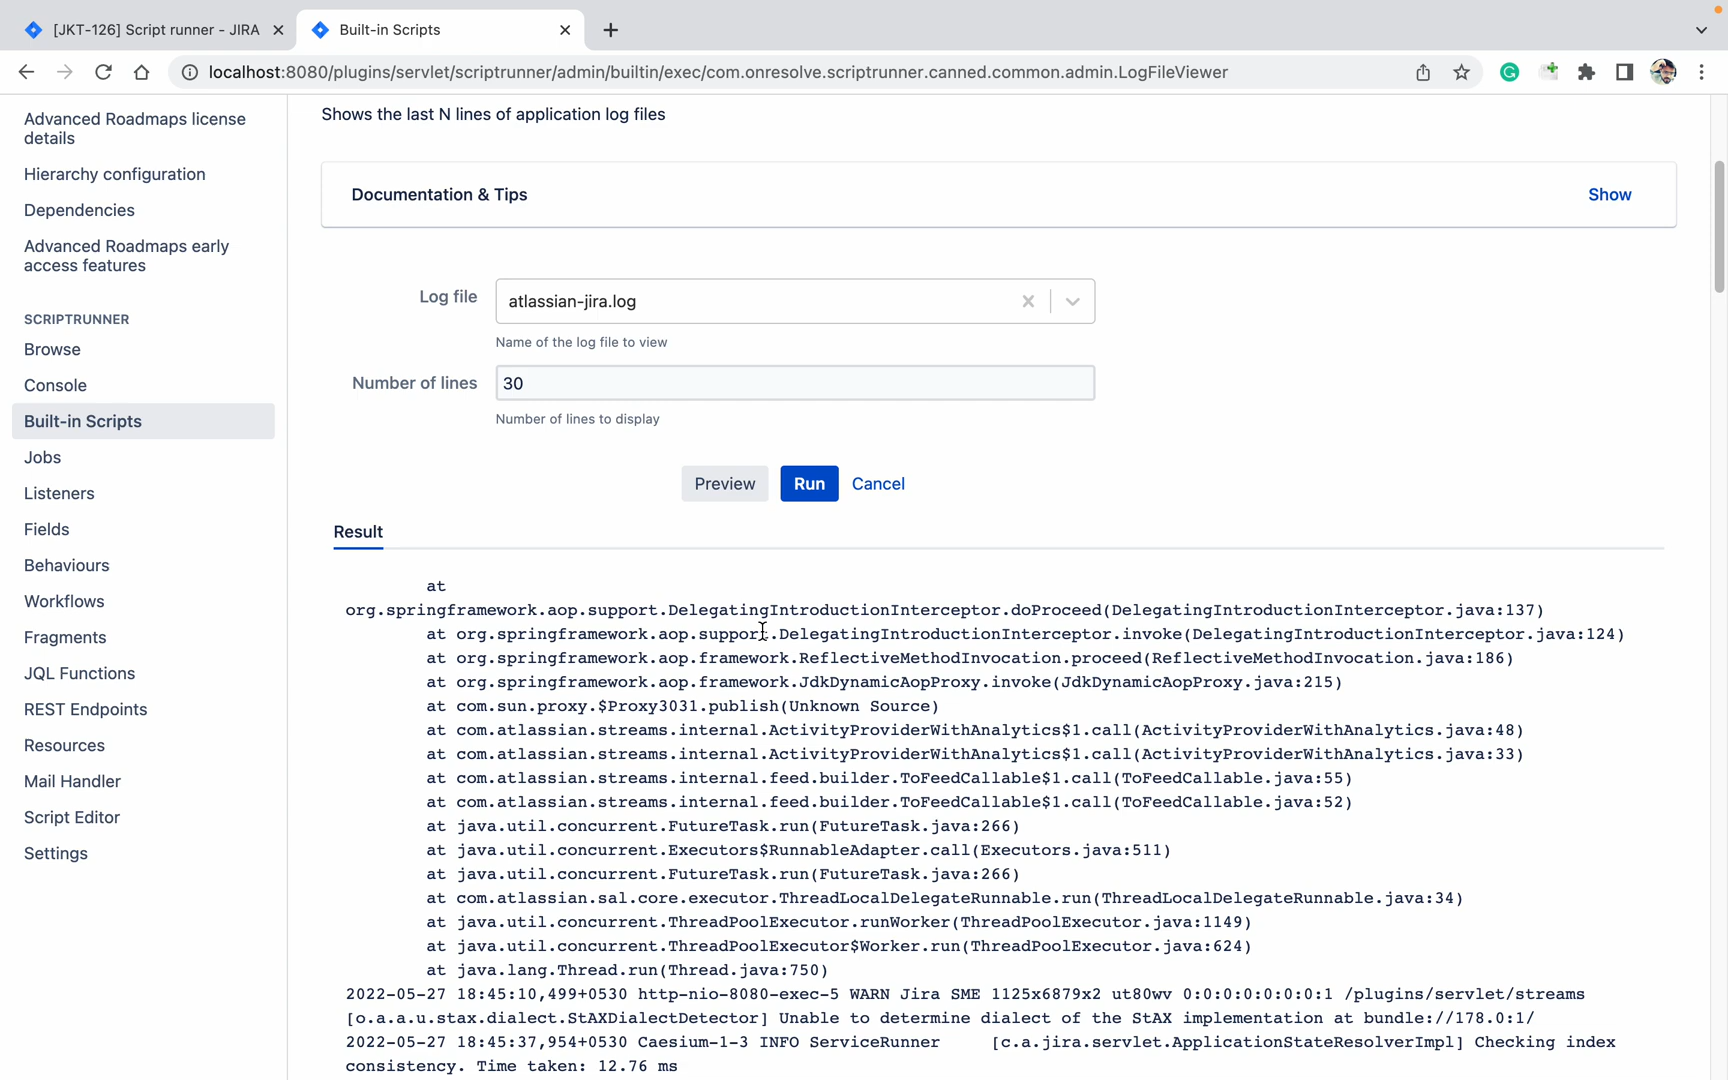 [JKT-126] Script runner - JIRA
Built-in Scripts
localhost:8080/plugins/servlet/scriptrunner/admin/builtin/exec/com.onresolve.scriptrunner.canned.common.admin.LogFileViewer
Advanced Roadmaps license
details
Hierarchy configuration
Dependencies
Advanced Roadmaps early
access features
SCRIPTRUNNER
Browse
Console
Built-in Scripts
Jobs
Listeners
Fields
Behaviours
Workflows
Fragments
JQL Functions
REST Endpoints
Resources
Mail Handler
Script Editor
Settings
Shows the last N lines of application log files
Documentation & Tips
Show
Log file
atlassian-jira.log
Name of the log file to view
Number of lines
30
Number of lines to display
Preview
Run
Cancel
Result
at
org.springframework.aop.support.DelegatingIntroductionInterceptor.doProceed(DelegatingIntroductionInterceptor.java:137)
at org.springframework.aop.support.DelegatingIntroductionInterceptor.invoke(DelegatingIntroductionInterceptor.java:124)
at org.springframework.aop.framework.ReflectiveMethodInvocation.proceed(ReflectiveMethodInvocation.java:186)
at org.springframework.aop.framework.JdkDynamicAopProxy.invoke(JdkDynamicAopProxy.java:215)
at com.sun.proxy.$Proxy3031.publish(Unknown Source)
at com.atlassian.streams.internal.ActivityProviderWithAnalytics$1.call(ActivityProviderWithAnalytics.java:48)
at com.atlassian.streams.internal.ActivityProviderWithAnalytics$1.call(ActivityProviderWithAnalytics.java:33)
at com.atlassian.streams.internal.feed.builder.ToFeedCallable$1.call(ToFeedCallable.java:55)
at com.atlassian.streams.internal.feed.builder.ToFeedCallable$1.call(ToFeedCallable.java:52)
at java.util.concurrent.FutureTask.run(FutureTask.java:266)
at java.util.concurrent.Executors$RunnableAdapter.call(Executors.java:511)
at java.util.concurrent.FutureTask.run(FutureTask.java:266)
at com.atlassian.sal.core.executor.ThreadLocalDelegateRunnable.run(ThreadLocalDelegateRunnable.java:34)
at java.util.concurrent.ThreadPoolExecutor.runWorker(ThreadPoolExecutor.java:1149)
at java.util.concurrent.ThreadPoolExecutor$Worker.run(ThreadPoolExecutor.java:624)
at java.lang.Thread.run(Thread.java:750)
2022-05-27 18:45:10,499+0530 http-nio-8080-exec-5 WARN Jira SME 1125x6879x2 ut80wv 0:0:0:0:0:0:0:1 /plugins/servlet/streams
[o.a.a.u.stax.dialect.StAXDialectDetector] Unable to determine dialect of the StAX implementation at bundle://178.0:1/
2022-05-27 18:45:37,954+0530 Caesium-1-3 INFO ServiceRunner [c.a.jira.servlet.ApplicationStateResolverImpl] Checking index
consistency. Time taken: 12.76 ms